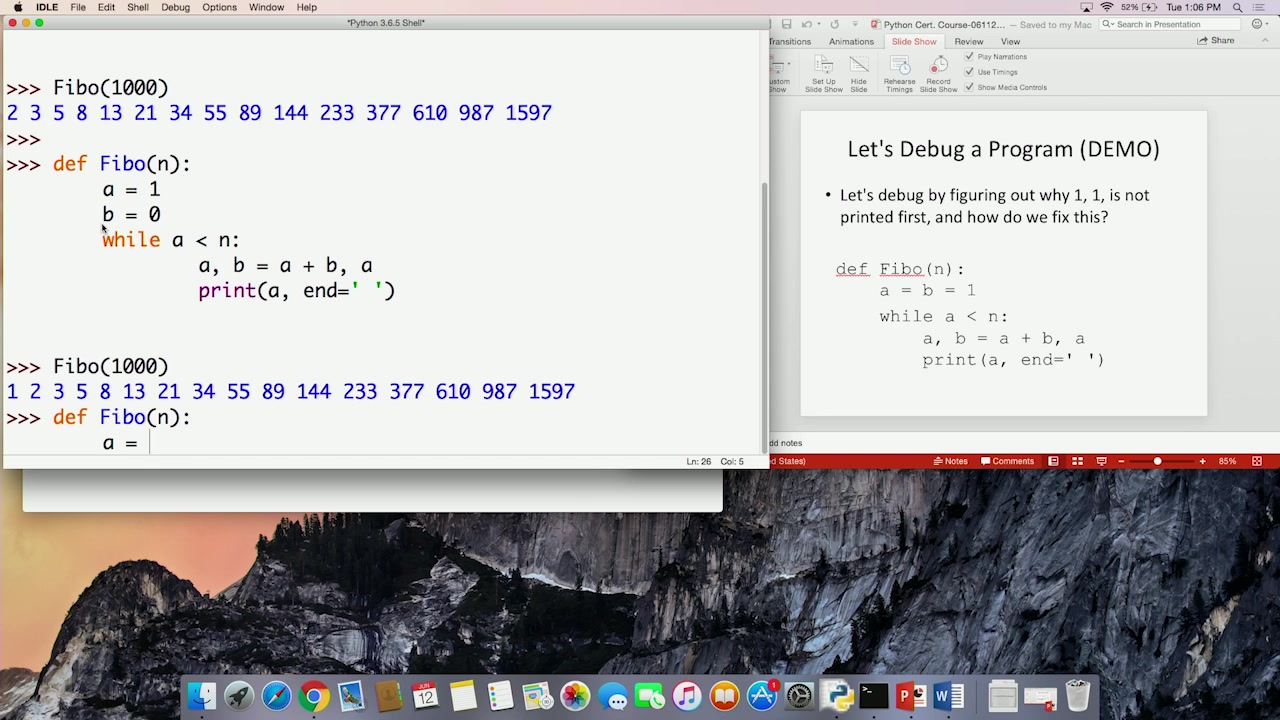 IDLE File Edit Shell Debug Options Window Help
52% Tue 1:06 PM
*Python 3.6.5 Shell*
>>> Fibo(1000)
2 3 5 8 13 21 34 55 89 144 233 377 610 987 1597
>>>
>>> def Fibo(n):
a = 1
b = 0
while a < n:
a, b = a + b, a
print(a, end=' ')
>>> Fibo(1000)
1 2 3 5 8 13 21 34 55 89 144 233 377 610 987 1597
>>> def Fibo(n):
a =
Ln: 26 Col: 5
Python Cert. Course-06112... — Saved to my Mac
Search in Presentation
Transitions Animations Slide Show Review View
Share
stom Show
Set Up Slide Show
Hide Slide
Rehearse Timings
Record Slide Show
Play Narrations
Use Timings
Show Media Controls
Let's Debug a Program (DEMO)
• Let's debug by figuring out why 1, 1, is not
printed first, and how do we fix this?
def Fibo(n):
a = b = 1
while a < n:
a, b = a + b, a
print(a, end=' ')
dd notes
d States) Notes Comments 85%
JUN
12
1